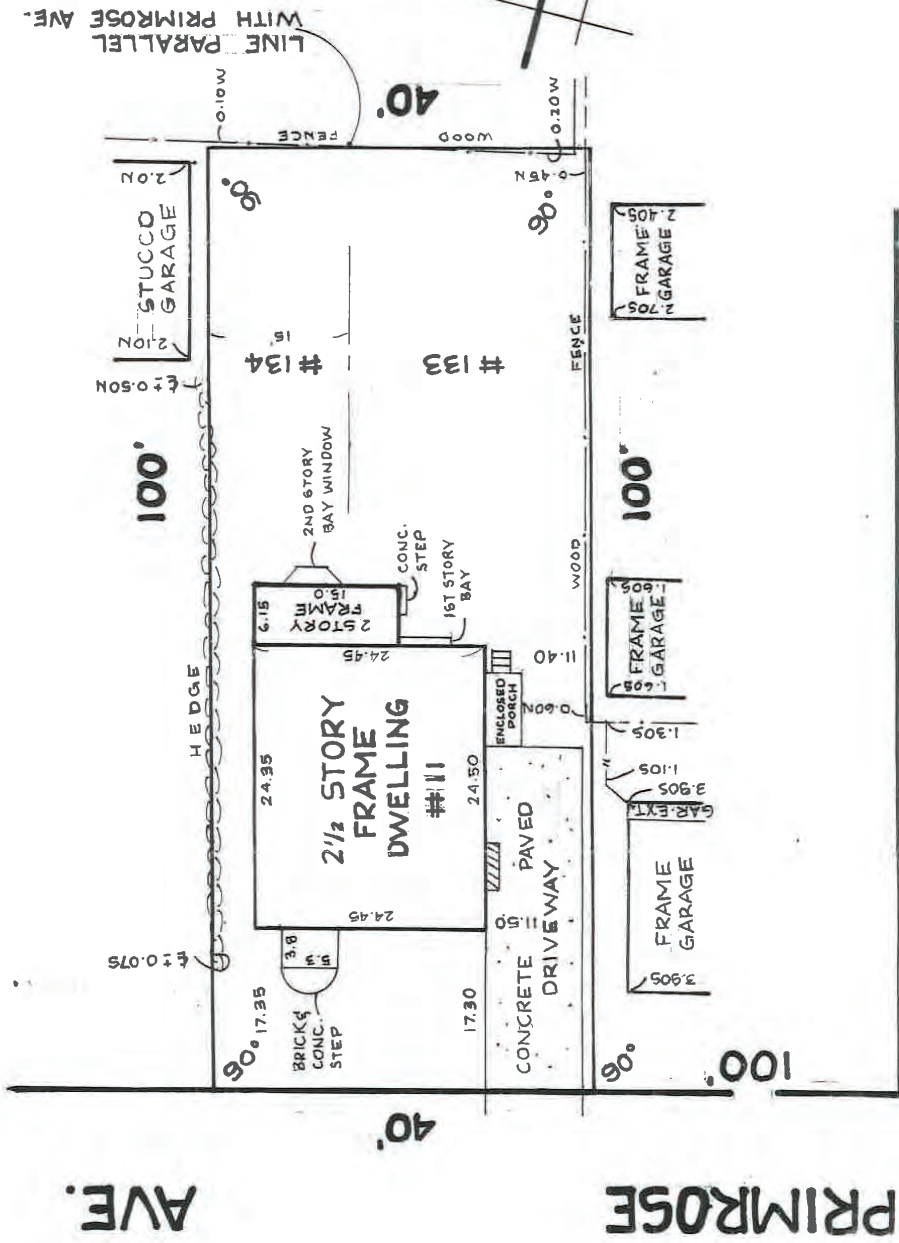 LINE PARALLEL
WITH PRIMROSE AVE.
40'
0.10W
FENCE
WOOD
0.20W
0.45N
90°
90°
2.0N
STUCCO
GARAGE
2.10N
15'
#134
#133
FENCE
WOOD
2.40S
FRAME
GARAGE
2.70S
℄ ± 0.50N
100'
100'
HEDGE
2ND STORY
BAY WINDOW
CONC.
STEP
1ST STORY
BAY
6.15
15.0
2 STORY
FRAME
24.45
24.35
2½ STORY
FRAME
DWELLING
#11
24.50
24.45
ENCLOSED
PORCH
11.40
0.60N
1.60S
FRAME
GARAGE
1.60S
1.30S
"
1.10S
3.90S
GAR. EXT.
FRAME
GARAGE
3.90S
11.50
CONCRETE PAVED
DRIVEWAY
3.8
5.3
BRICK &
CONC.
STEP
℄ ± 0.07S
17.35
17.30
90°
90°
100'
40'
PRIMROSE AVE.